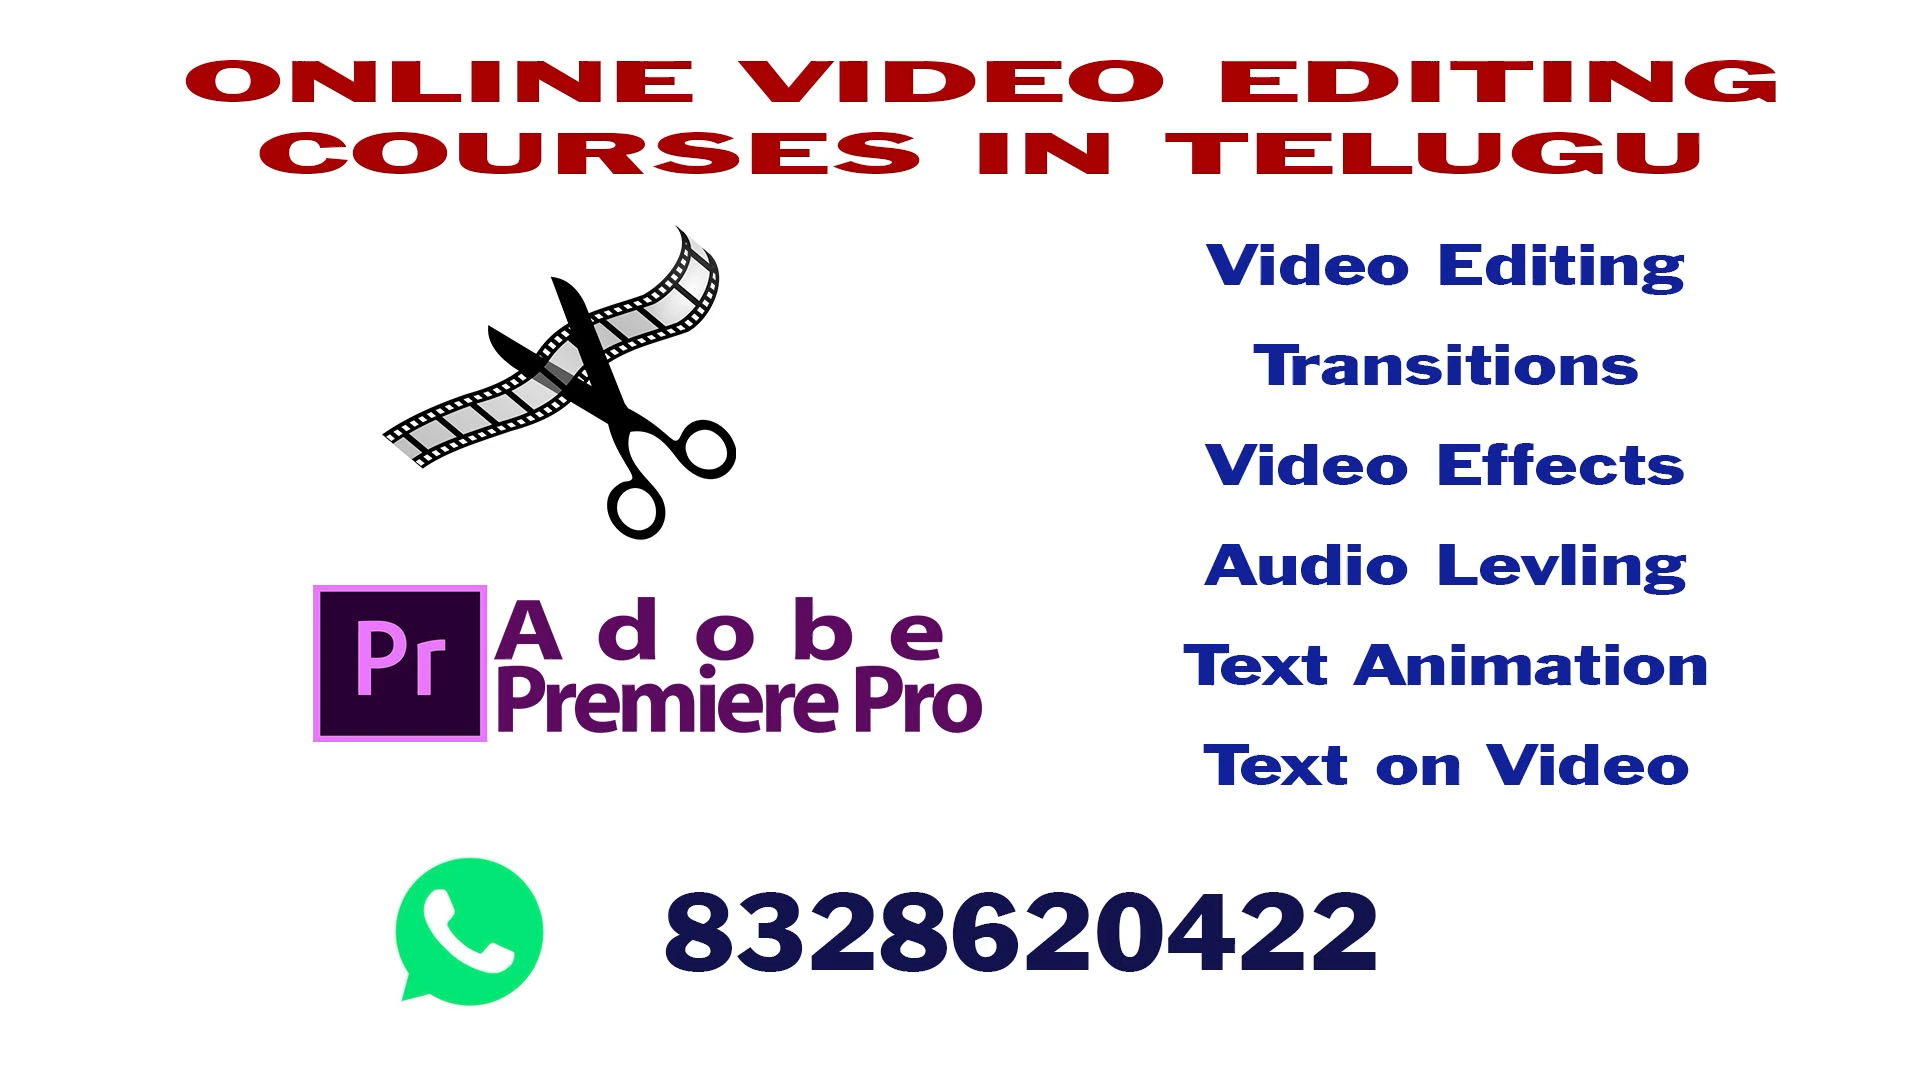 ONLINE VIDEO EDITING
COURSES IN TELUGU
Video Editing
Transitions
Video Effects
Audio Levling
Text Animation
Text on Video
Pr
Adobe
Premiere Pro
8328620422